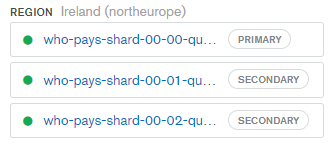 REGION Ireland (northeurope)
who-pays-shard-00-00-qu... PRIMARY
who-pays-shard-00-01-qu... SECONDARY
who-pays-shard-00-02-qu... SECONDARY